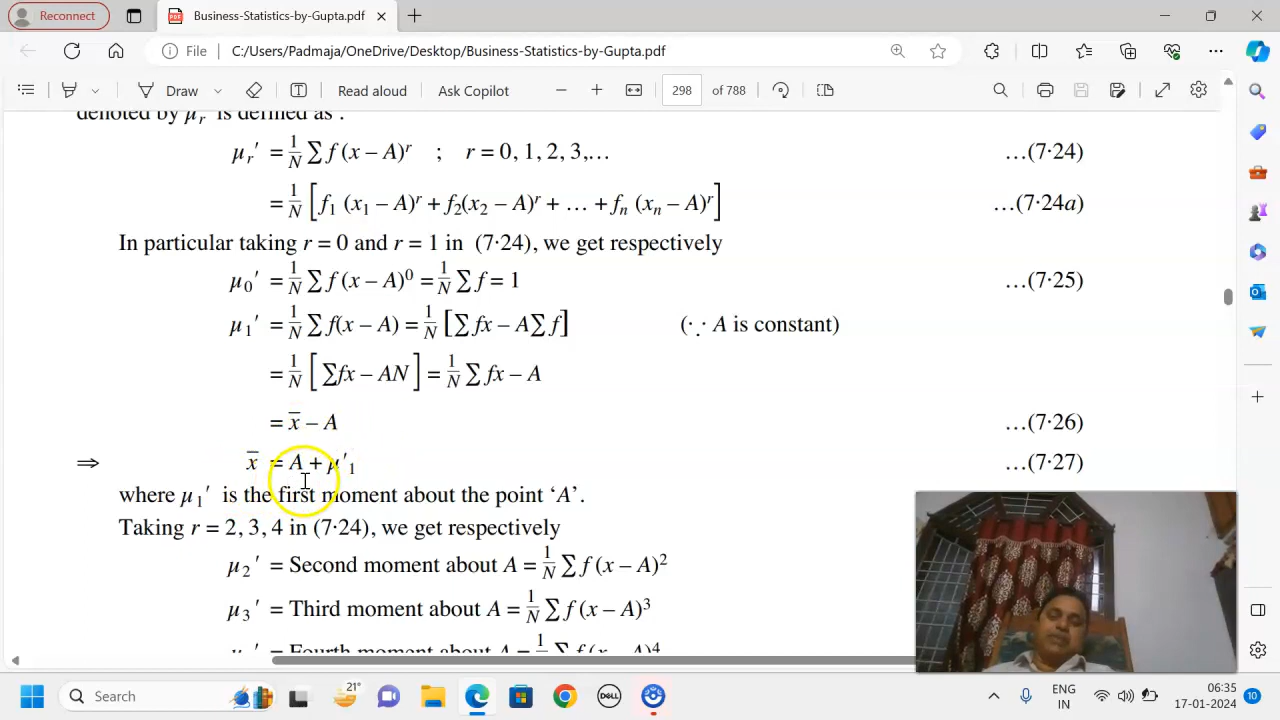 Reconnect
Business-Statistics-by-Gupta.pdf
File C:/Users/Padmaja/OneDrive/Desktop/Business-Statistics-by-Gupta.pdf
Draw Read aloud Ask Copilot 298 of 788
denoted by μr′ is defined as :
μr′ = 1/N ∑ f (x – A)^r ; r = 0, 1, 2, 3,… …(7·24)
= 1/N [f1 (x1 – A)^r + f2(x2 – A)^r + … + fn (xn – A)^r] …(7·24a)
In particular taking r = 0 and r = 1 in (7·24), we get respectively
μ0′ = 1/N ∑ f (x – A)^0 = 1/N ∑ f = 1 …(7·25)
μ1′ = 1/N ∑ f(x – A) = 1/N [∑ fx – A∑ f] (∵ A is constant)
= 1/N [∑fx – AN] = 1/N ∑ fx – A
= x̅ – A …(7·26)
⇒ x̅ = A + μ′1 …(7·27)
where μ1′ is the first moment about the point ‘A’.
Taking r = 2, 3, 4 in (7·24), we get respectively
μ2′ = Second moment about A = 1/N ∑ f (x – A)^2
μ3′ = Third moment about A = 1/N ∑ f (x – A)^3
= Fourth moment about A = 1/N ∑ f (x – A)^4
Search
21°
DELL
ENG
IN
06:35
17-01-2024
10